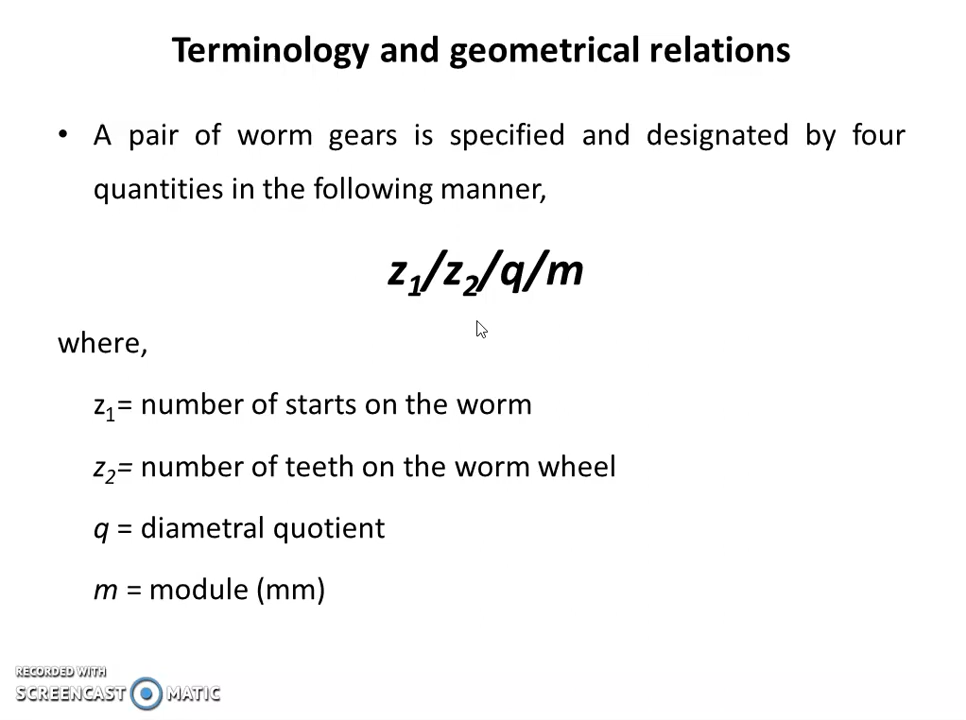 Terminology and geometrical relations
• A pair of worm gears is specified and designated by four
quantities in the following manner,
z₁/z₂/q/m
where,
z₁= number of starts on the worm
z₂= number of teeth on the worm wheel
q = diametral quotient
m = module (mm)
RECORDED WITH
SCREENCAST MATIC